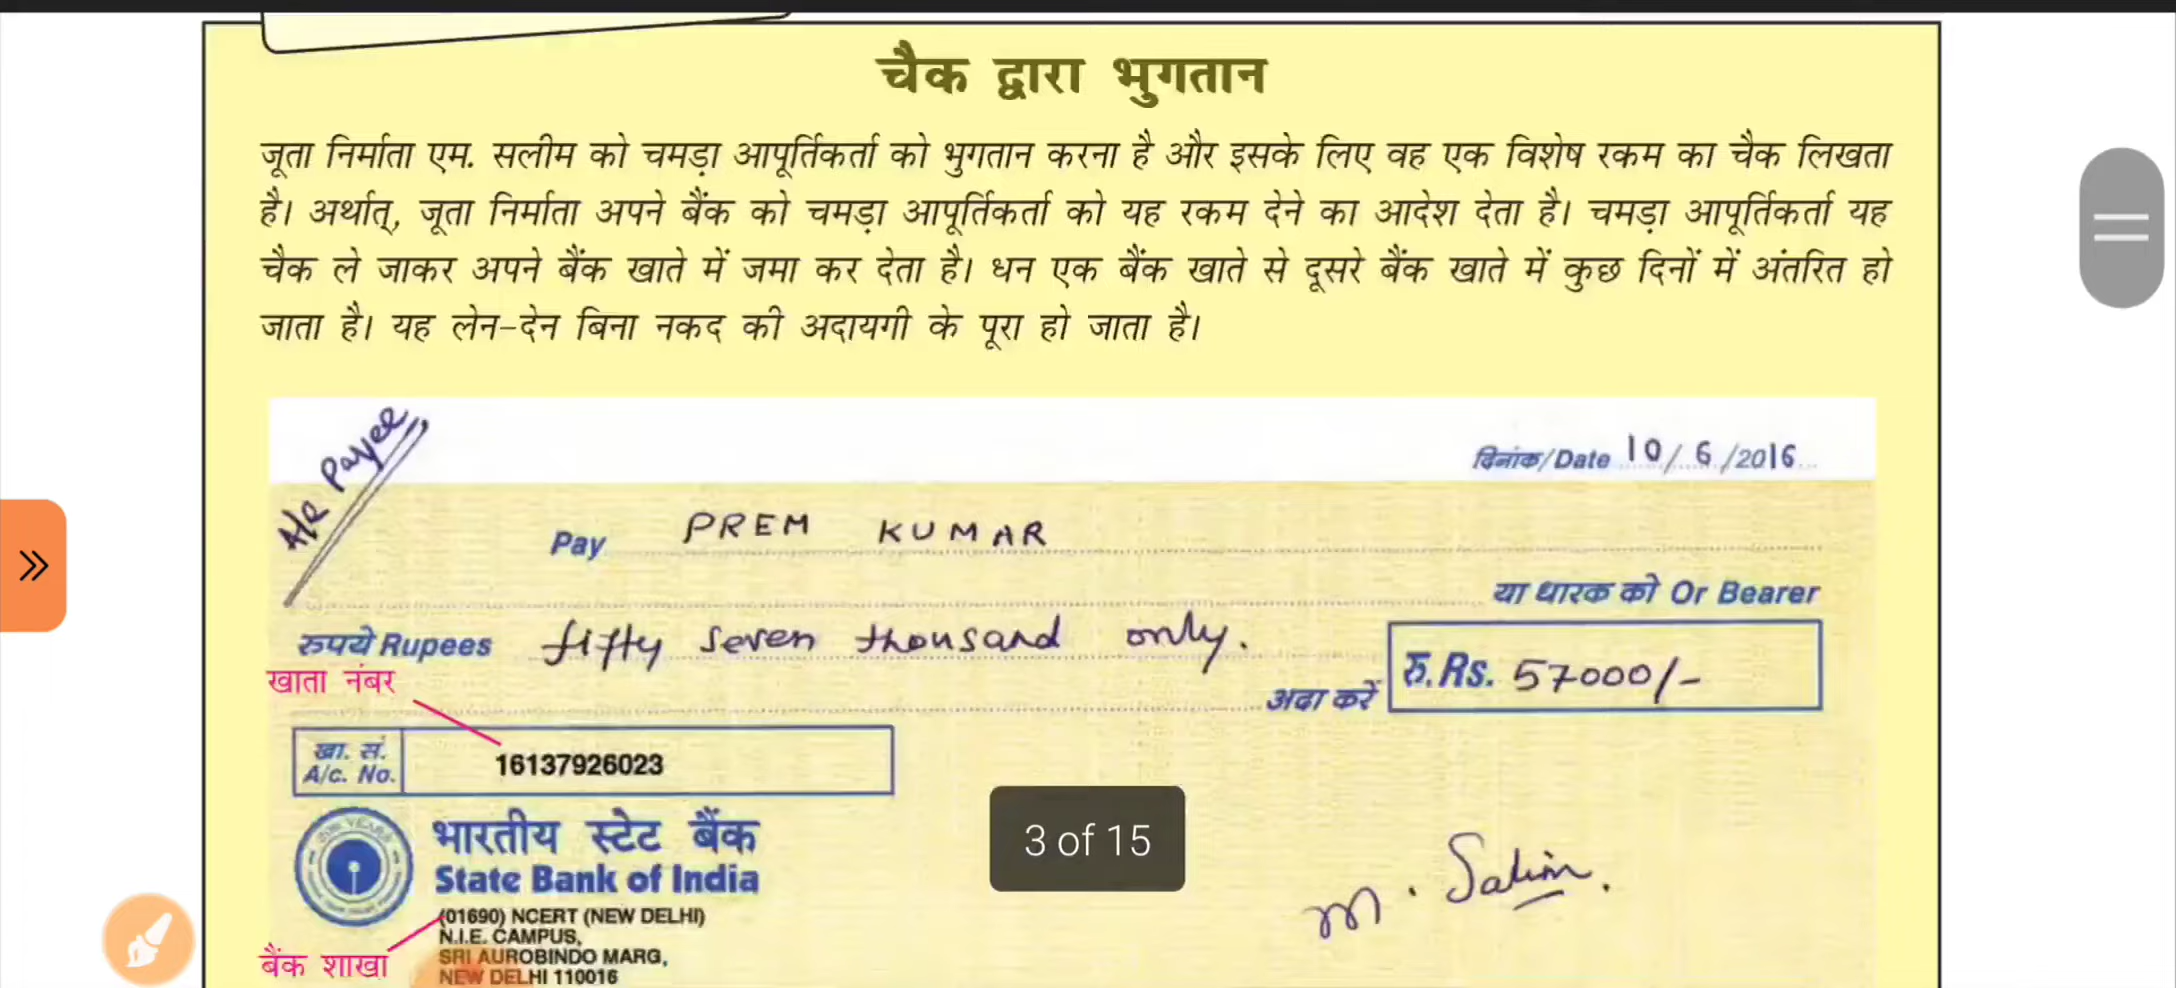 चैक द्वारा भुगतान
जूता निर्माता एम. सलीम को चमड़ा आपूर्तिकर्ता को भुगतान करना है और इसके लिए वह एक विशेष रकम का चैक लिखता
है। अर्थात्, जूता निर्माता अपने बैंक को चमड़ा आपूर्तिकर्ता को यह रकम देने का आदेश देता है। चमड़ा आपूर्तिकर्ता यह
चैक ले जाकर अपने बैंक खाते में जमा कर देता है। धन एक बैंक खाते से दूसरे बैंक खाते में कुछ दिनों में अंतरित हो
जाता है। यह लेन-देन बिना नकद की अदायगी के पूरा हो जाता है।
A/c Payee
दिनांक/Date 10/6/2016
Pay PREM KUMAR
या धारक को Or Bearer
रुपये Rupees fifty seven thousand only.
खाता नंबर
अदा करें रु.Rs. 57000/-
खा. सं.
A/c. No.
16137926023
भारतीय स्टेट बैंक
State Bank of India
(01690) NCERT (NEW DELHI)
N.I.E. CAMPUS,
SRI AUROBINDO MARG,
NEW DELHI 110016
बैंक शाखा
3 of 15
M. Salim.